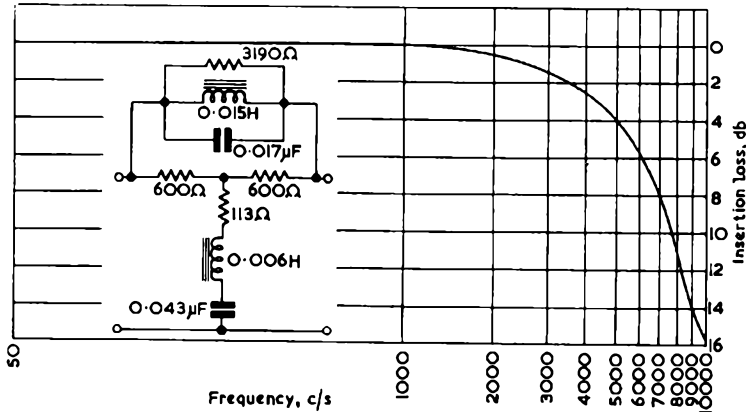 3190Ω
0·015H
0·017µF
600Ω 600Ω
113Ω
0·006H
0·043µF
0
2
4
6
8
10
12
14
16
Insertion loss, db
50
1000
2000
3000
4000
5000
6000
7000
8000
9000
10000
Frequency, c/s